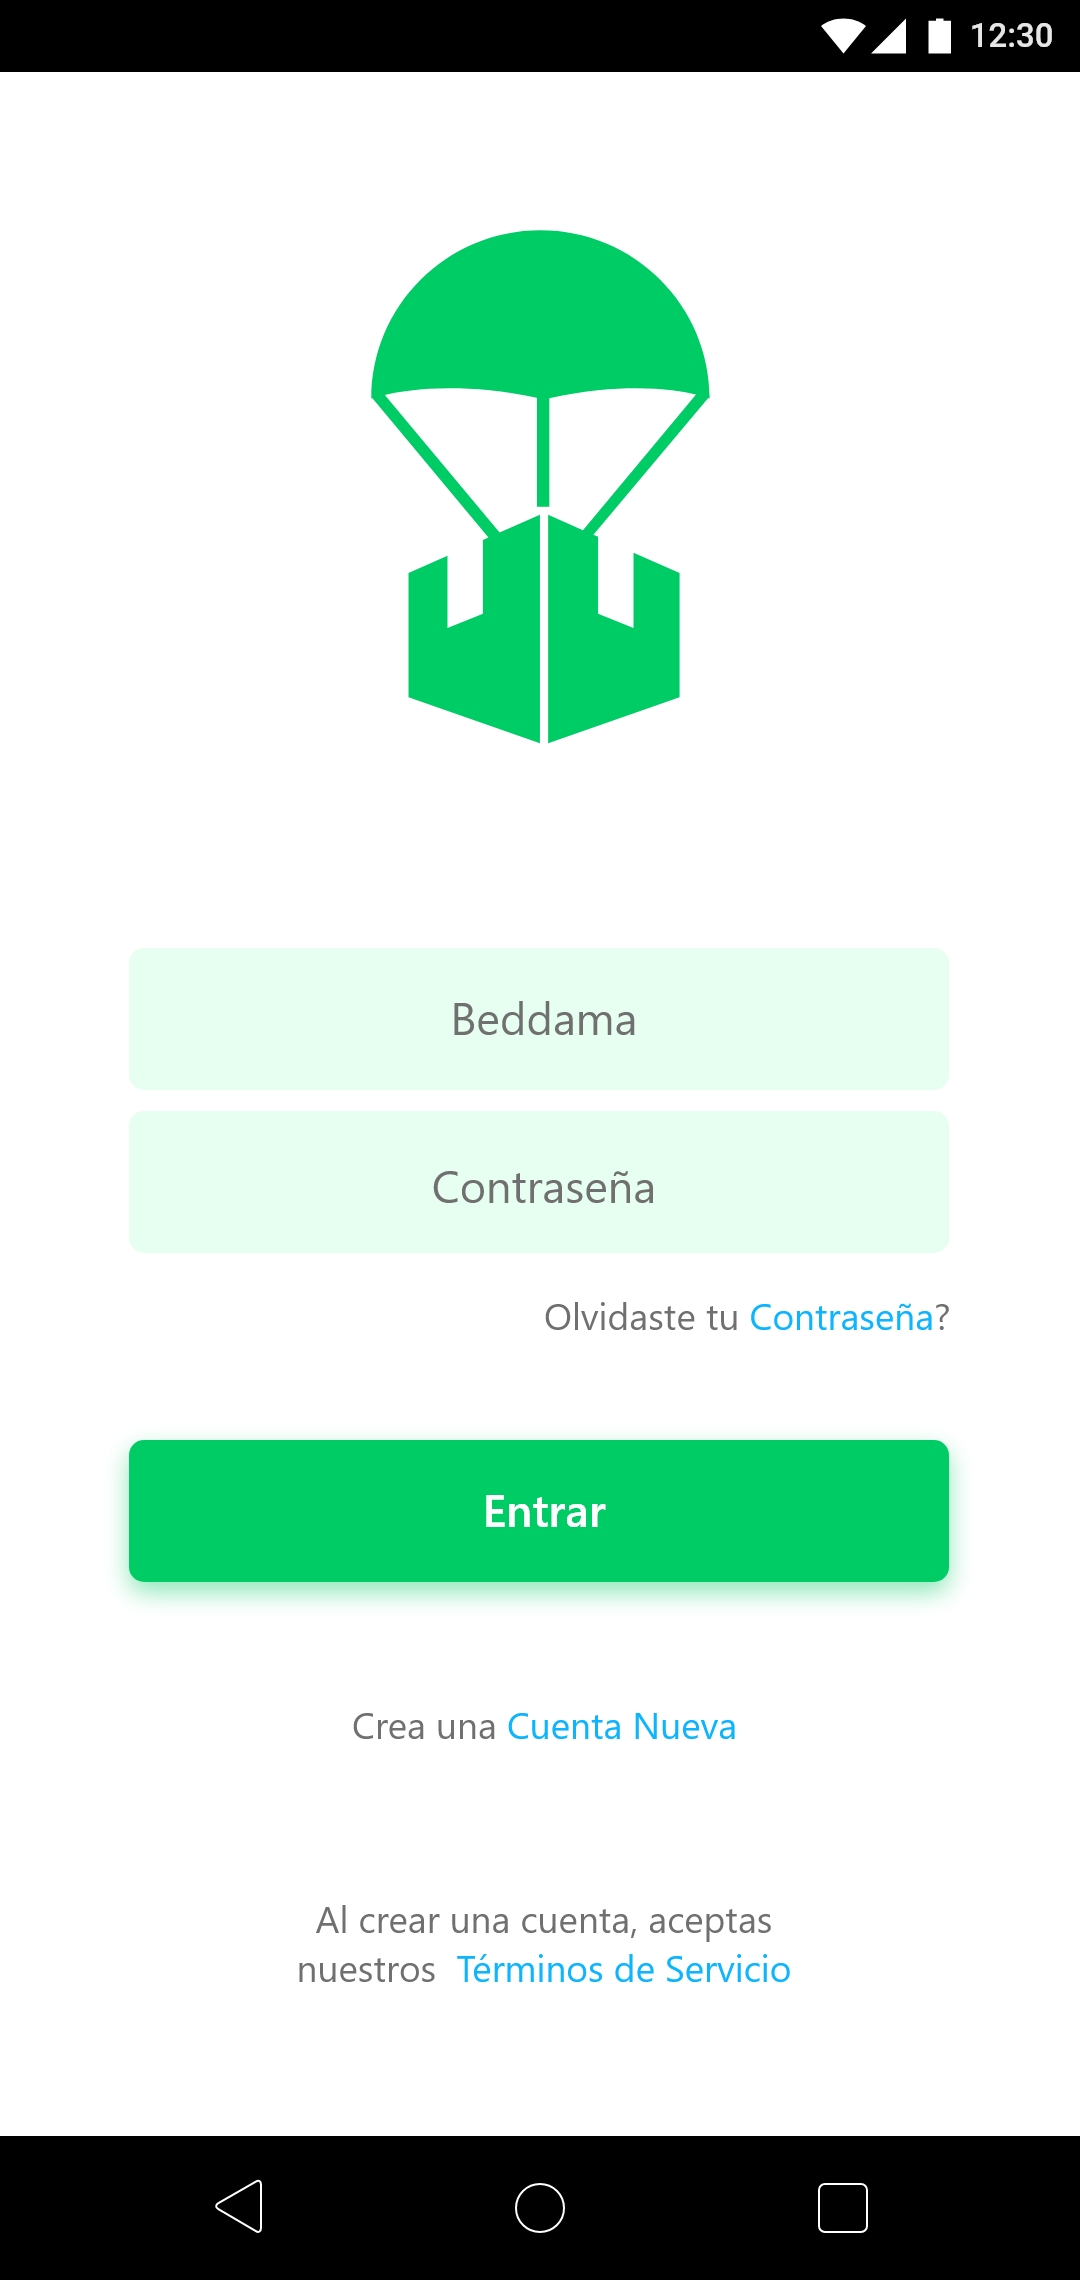 12:30
Beddama
Contraseña
Olvidaste tu Contraseña?
Entrar
Crea una Cuenta Nueva
Al crear una cuenta, aceptas
nuestros Términos de Servicio